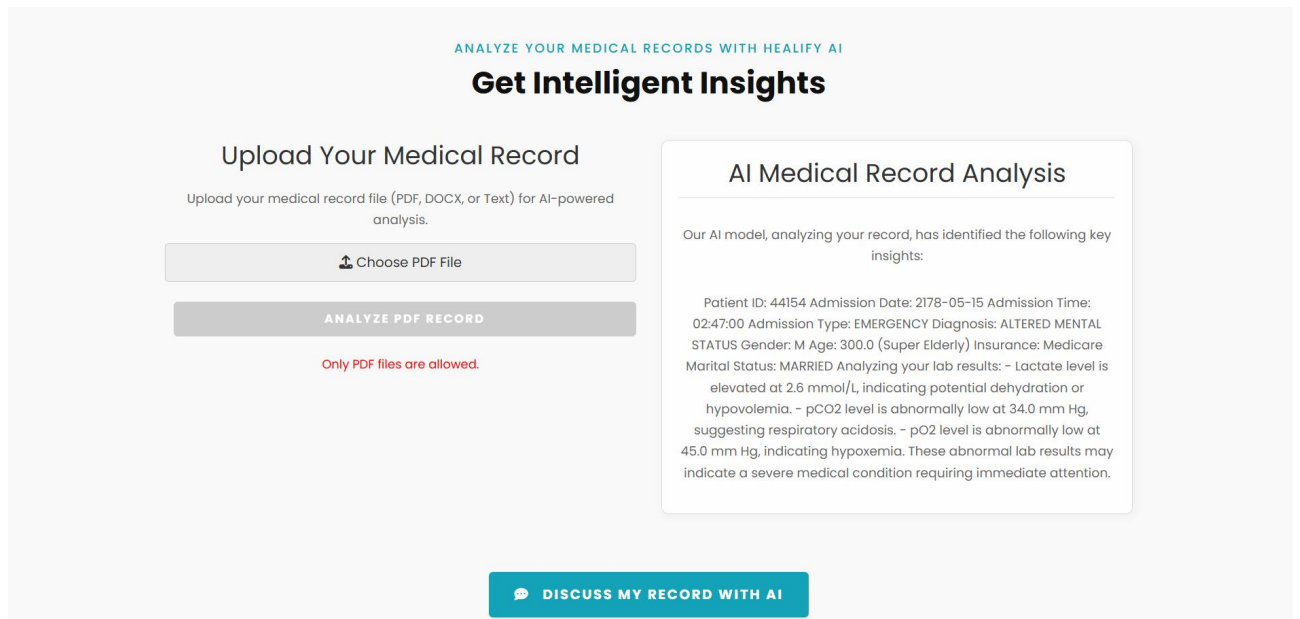 ANALYZE YOUR MEDICAL RECORDS WITH HEALIFY AI
Get Intelligent Insights
Upload Your Medical Record
Upload your medical record file (PDF, DOCX, or Text) for AI-powered
analysis.
Choose PDF File
ANALYZE PDF RECORD
Only PDF files are allowed.
AI Medical Record Analysis
Our AI model, analyzing your record, has identified the following key
insights:
Patient ID: 44154 Admission Date: 2178-05-15 Admission Time:
02:47:00 Admission Type: EMERGENCY Diagnosis: ALTERED MENTAL
STATUS Gender: M Age: 300.0 (Super Elderly) Insurance: Medicare
Marital Status: MARRIED Analyzing your lab results: - Lactate level is
elevated at 2.6 mmol/L, indicating potential dehydration or
hypovolemia. - pCO2 level is abnormally low at 34.0 mm Hg,
suggesting respiratory acidosis. - pO2 level is abnormally low at
45.0 mm Hg, indicating hypoxemia. These abnormal lab results may
indicate a severe medical condition requiring immediate attention.
DISCUSS MY RECORD WITH AI